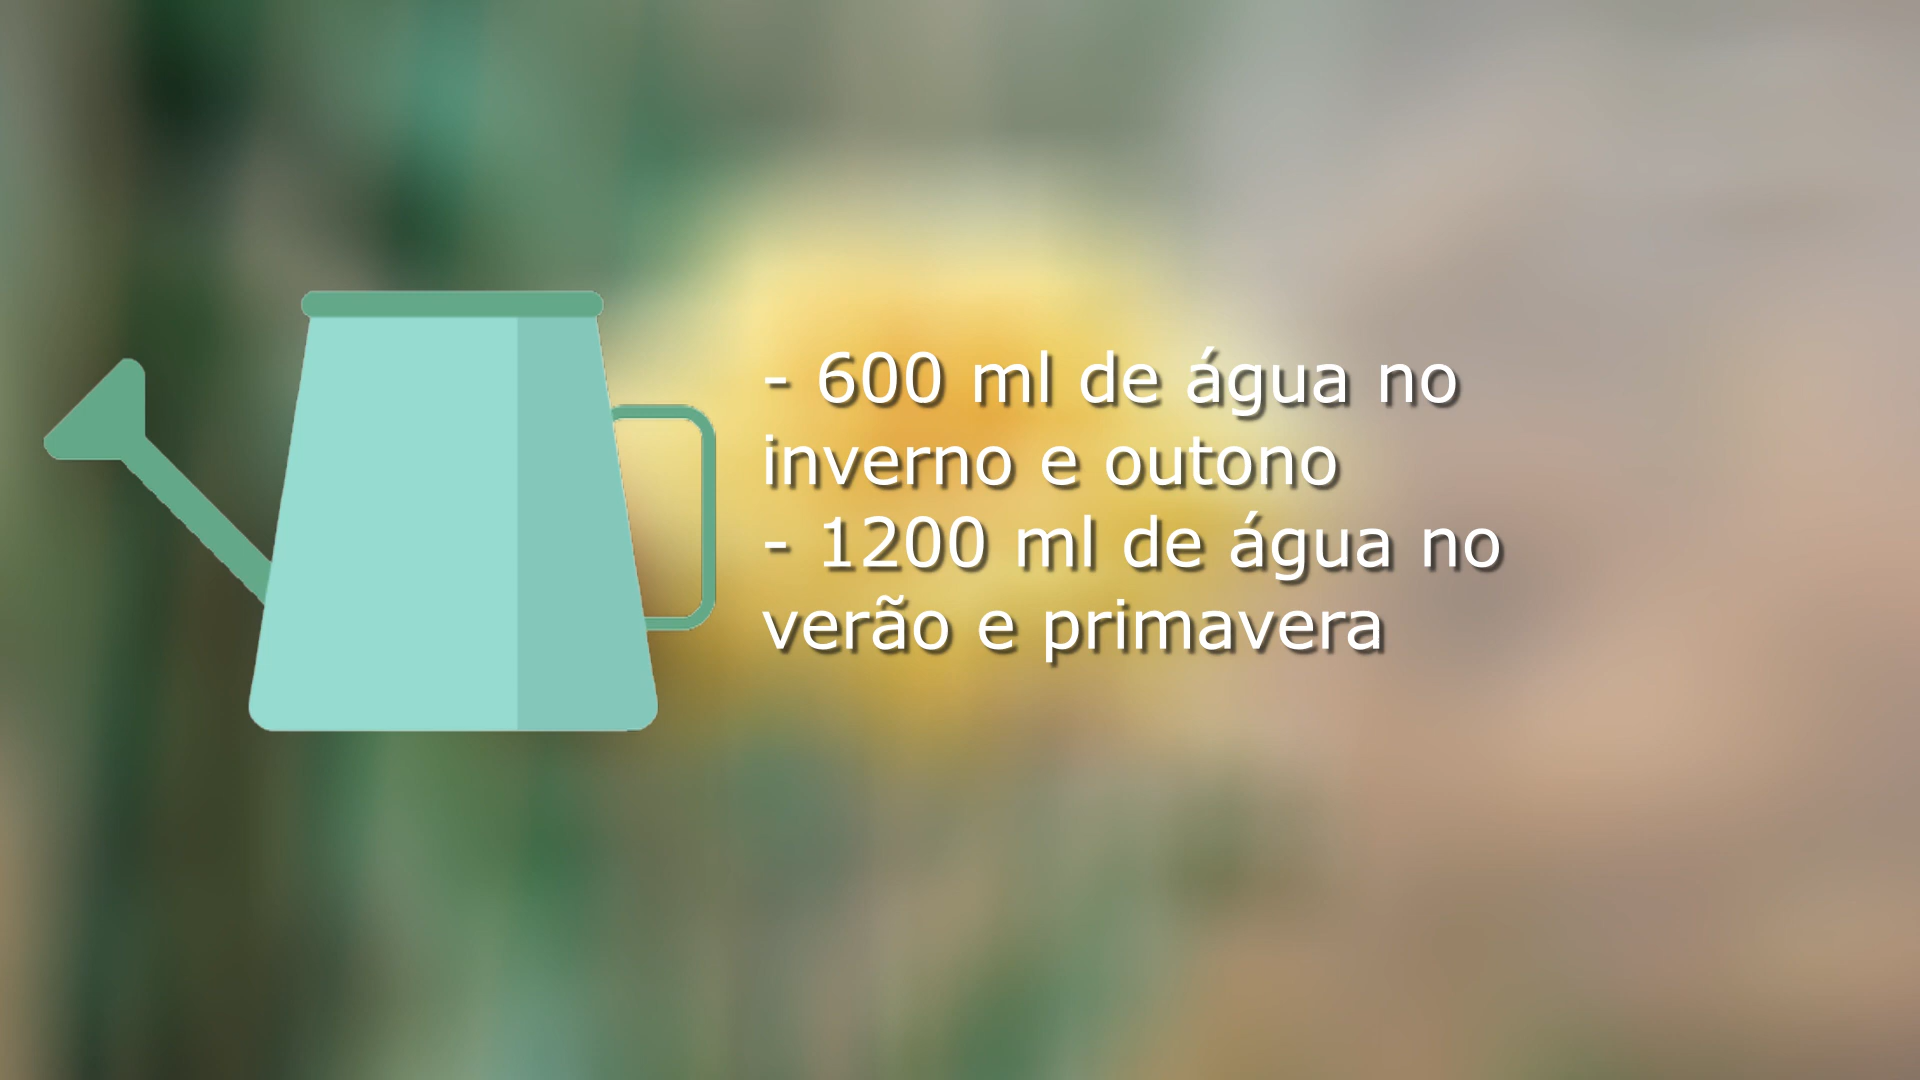 - 600 ml de água no
inverno e outono
- 1200 ml de água no
verão e primavera